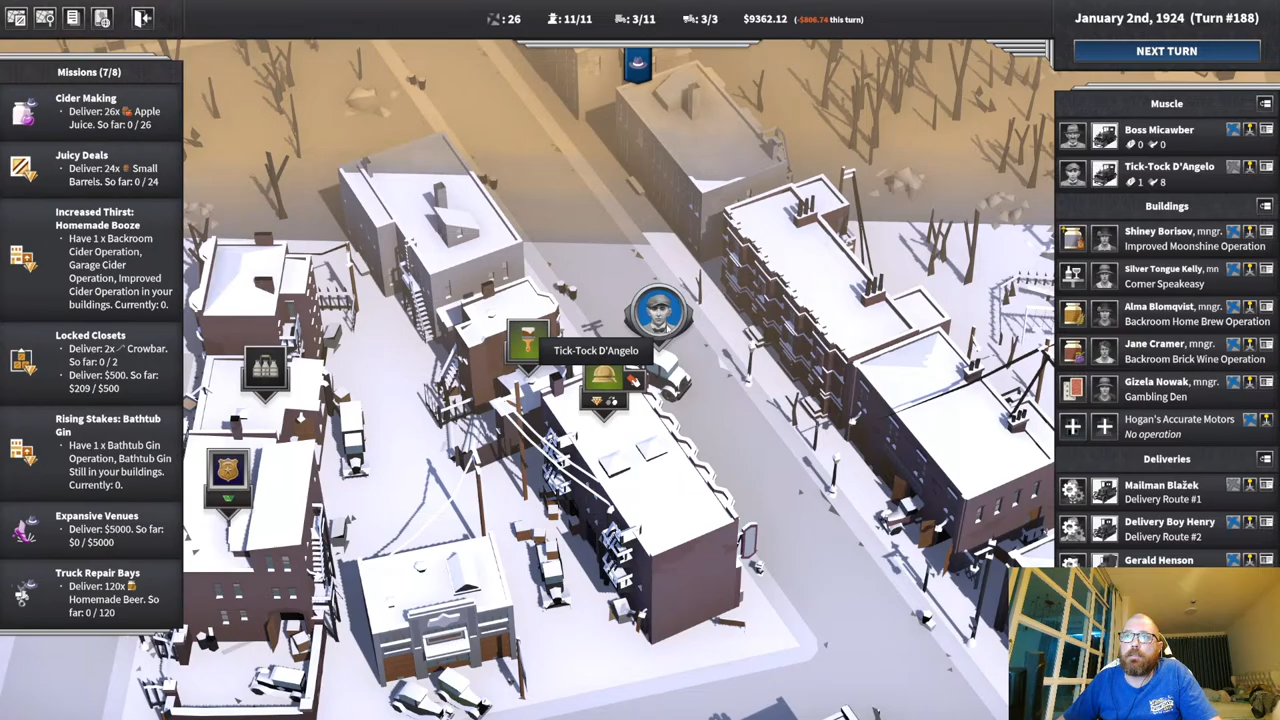 : 26
: 11/11
: 3/11
: 3/3
$9362.12 (-$806.74 this turn)
January 2nd, 1924 (Turn #188)
NEXT TURN
Missions (7/8)
Cider Making
· Deliver: 26x Apple
Juice. So far: 0 / 26
Juicy Deals
· Deliver: 24x Small
Barrels. So far: 0 / 24
Increased Thirst:
Homemade Booze
· Have 1 x Backroom
Cider Operation,
Garage Cider
Operation, Improved
Cider Operation in your
buildings. Currently: 0.
Locked Closets
· Deliver: 2x Crowbar.
So far: 0 / 2
· Deliver: $500. So far:
$209 / $500
Rising Stakes: Bathtub
Gin
· Have 1 x Bathtub Gin
Operation, Bathtub Gin
Still in your buildings.
Currently: 0.
Expansive Venues
· Deliver: $5000. So far:
$0 / $5000
Truck Repair Bays
· Deliver: 120x
Homemade Beer. So
far: 0 / 120
Tick-Tock D'Angelo
Muscle
Boss Micawber
0 0
Tick-Tock D'Angelo
1 8
Buildings
Shiney Borisov, mngr.
Improved Moonshine Operation
Silver Tongue Kelly, mn
Corner Speakeasy
Alma Blomqvist, mngr.
Backroom Home Brew Operation
Jane Cramer, mngr.
Backroom Brick Wine Operation
Gizela Nowak, mngr.
Gambling Den
Hogan's Accurate Motors
No operation
Deliveries
Mailman Blažek
Delivery Route #1
Delivery Boy Henry
Delivery Route #2
Gerald Henson